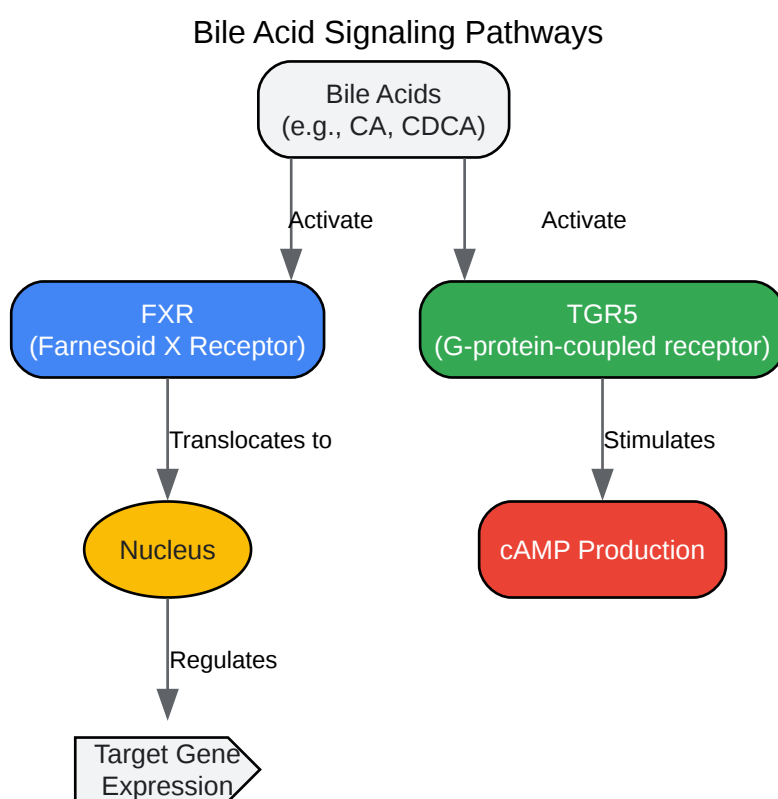 Bile Acid Signaling Pathways
Bile Acids
(e.g., CA, CDCA)
Activate
Activate
FXR
(Farnesoid X Receptor)
TGR5
(G-protein-coupled receptor)
Translocates to
Stimulates
Nucleus
cAMP Production
Regulates
Target Gene
Expression